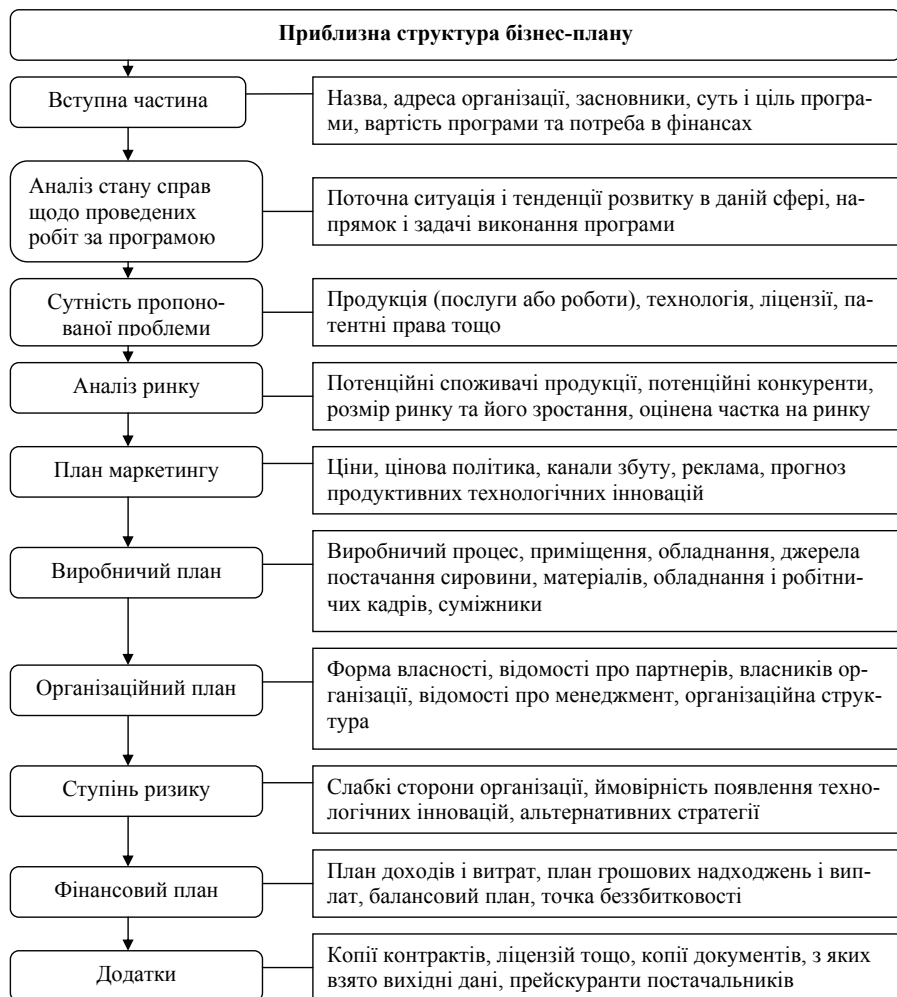 Приблизна структура бізнес-плану
Вступна частина
Назва, адреса організації, засновники, суть і ціль програ-
ми, вартість програми та потреба в фінансах
Аналіз стану справ
щодо проведених
робіт за програмою
Поточна ситуація і тенденції розвитку в даній сфері, на-
прямок і задачі виконання програми
Сутність пропоно-
ваної проблеми
Продукція (послуги або роботи), технологія, ліцензії, па-
тентні права тощо
Аналіз ринку
Потенційні споживачі продукції, потенційні конкуренти,
розмір ринку та його зростання, оцінена частка на ринку
План маркетингу
Ціни, цінова політика, канали збуту, реклама, прогноз
продуктивних технологічних інновацій
Виробничий план
Виробничий процес, приміщення, обладнання, джерела
постачання сировини, матеріалів, обладнання і робітни-
чих кадрів, суміжники
Організаційний план
Форма власності, відомості про партнерів, власників ор-
ганізації, відомості про менеджмент, організаційна струк-
тура
Ступінь ризику
Слабкі сторони організації, ймовірність появлення техно-
логічних інновацій, альтернативних стратегії
Фінансовий план
План доходів і витрат, план грошових надходжень і вип-
лат, балансовий план, точка беззбитковості
Додатки
Копії контрактів, ліцензій тощо, копії документів, з яких
взято вихідні дані, прейскуранти постачальників